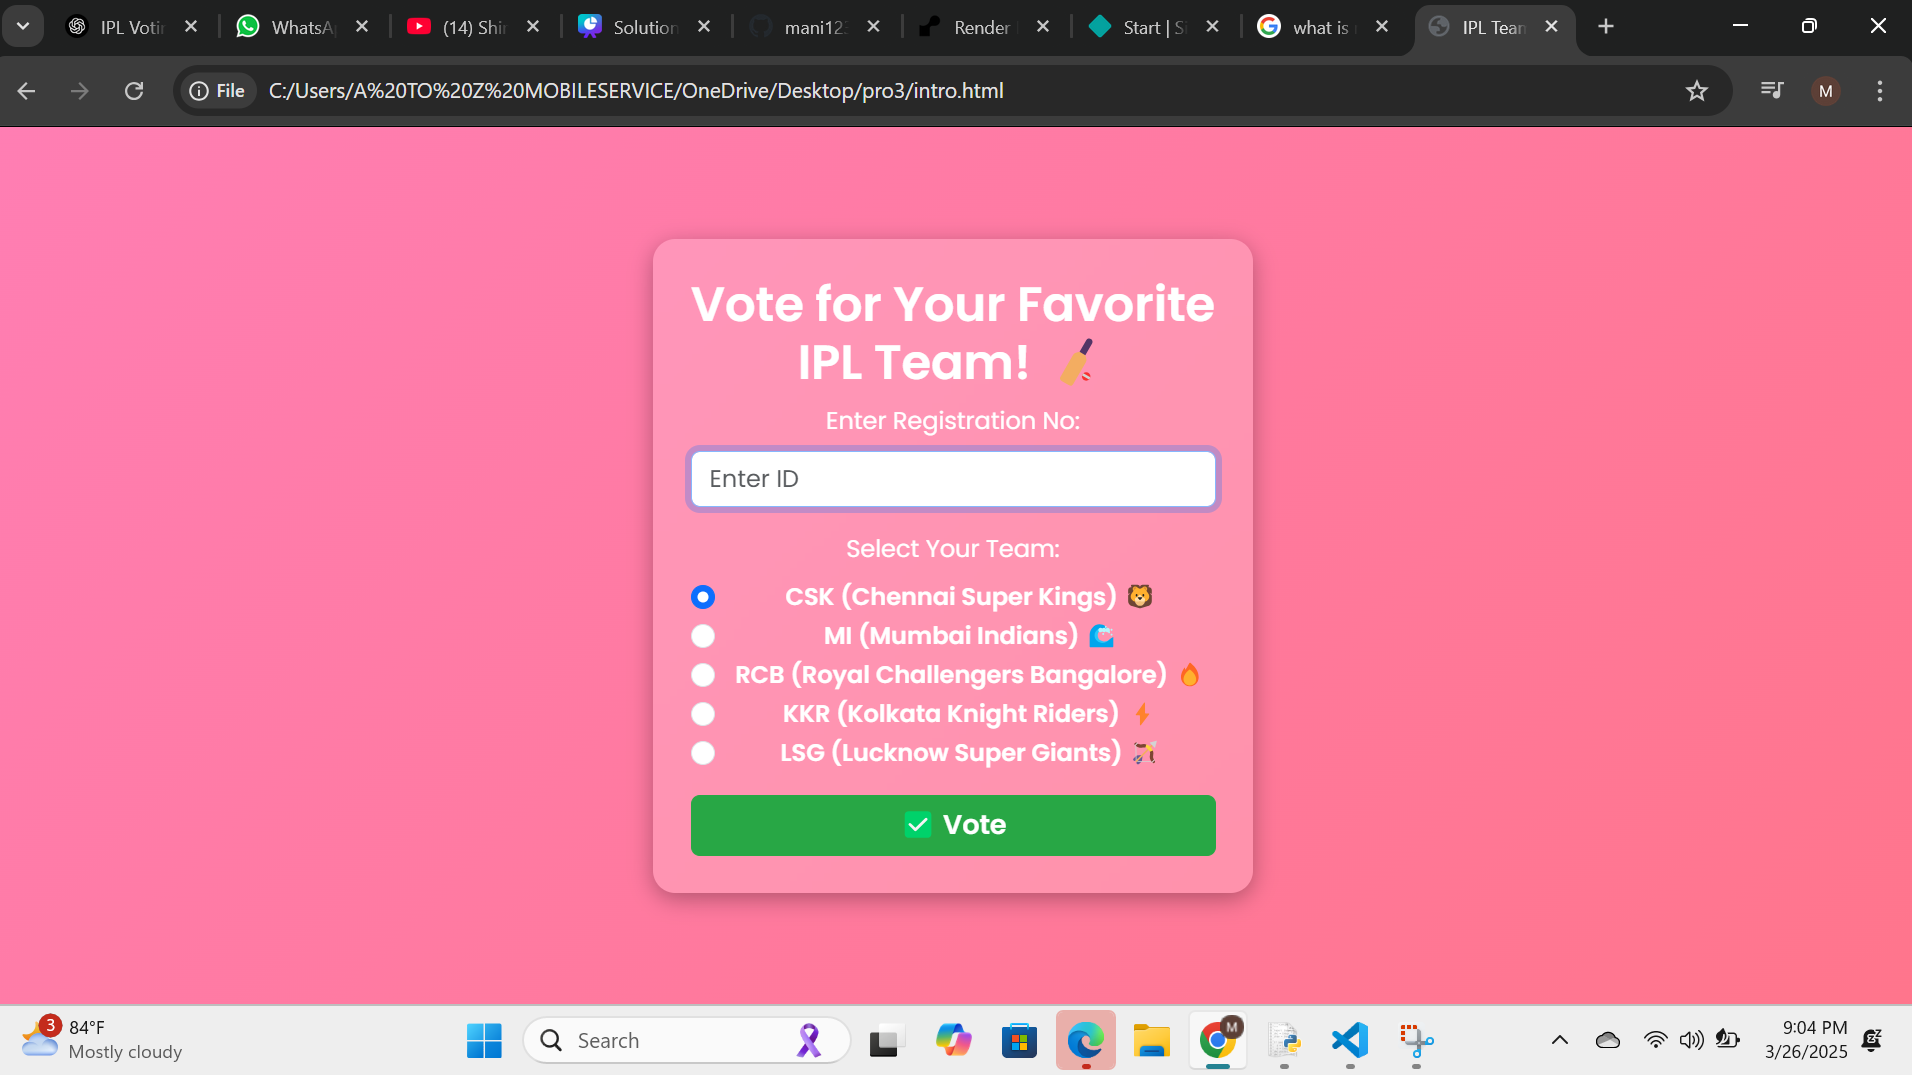 IPL Votin
WhatsA
(14) Shi
Solution
mani12
Render
Start | S
what is
IPL Tean
File
C:/Users/A%20TO%20Z%20MOBILESERVICE/OneDrive/Desktop/pro3/intro.html
M
Vote for Your Favorite
IPL Team! 🏏
Enter Registration No:
Enter ID
Select Your Team:
CSK (Chennai Super Kings) 🦁
MI (Mumbai Indians) 🌊
RCB (Royal Challengers Bangalore) 🔥
KKR (Kolkata Knight Riders) ⚡
LSG (Lucknow Super Giants) 🏹
✅ Vote
3
84°F
Mostly cloudy
Search
M
9:04 PM
3/26/2025